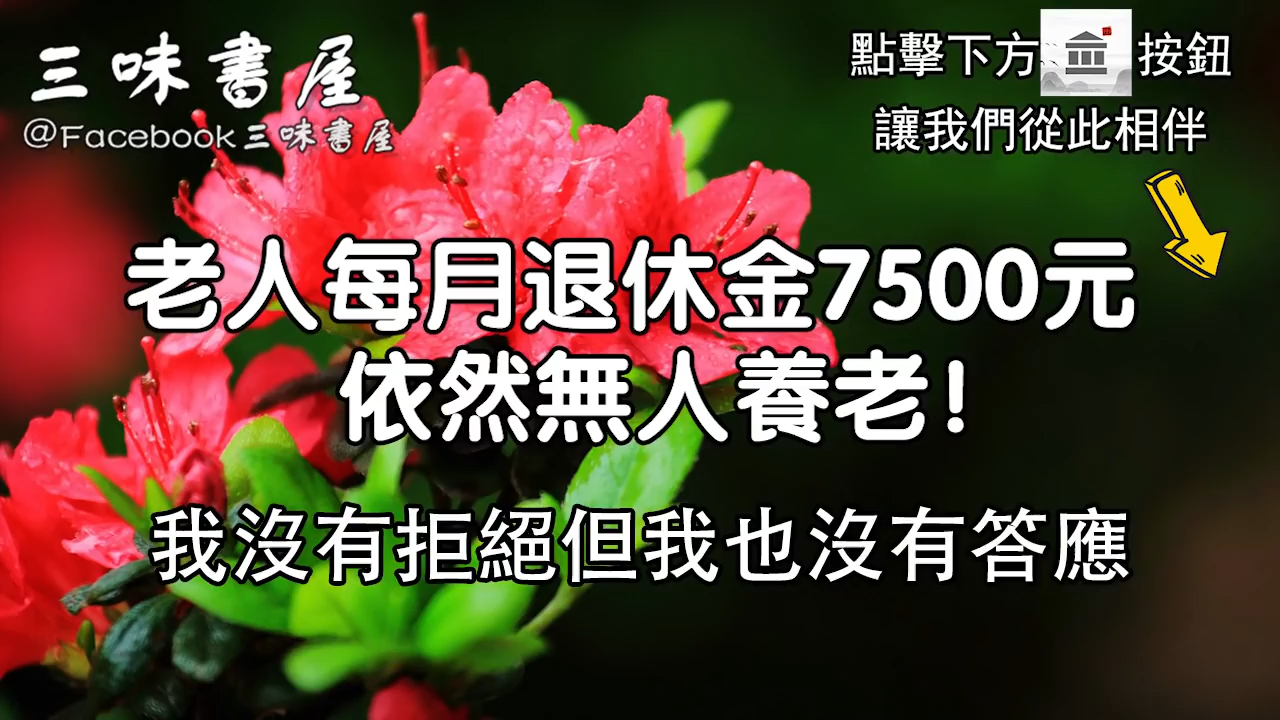 三味書屋
@Facebook三味書屋
點擊下方按鈕
讓我們從此相伴
老人每月退休金7500元
依然無人養老!
我沒有拒絕但我也沒有答應